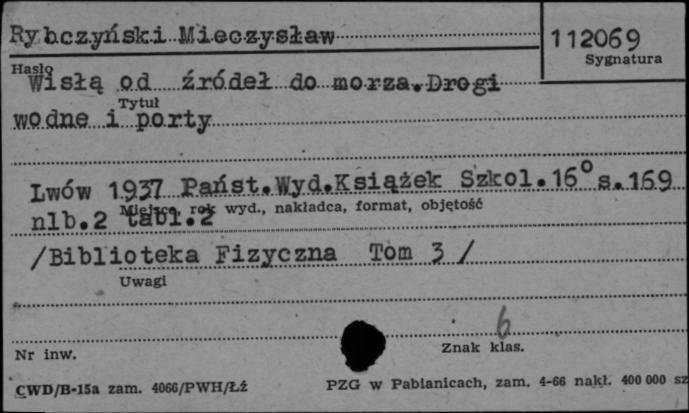 Rybczyński Mieczysław
112069
Sygnatura
Hasło
Wisłą od źródeł do morza.Drogi
Tytuł
wodne i porty
Lwów 1937 Państ.Wyd.Książek Szkol.16° s.169
Miejsce, rok wyd., nakładca, format, objętość
nlb.2 tabl.2
/Biblioteka Fizyczna Tom 3 /
Uwagi
6
Nr inw.
Znak klas.
CWD/B-15a zam. 4066/PWH/Łź
PZG w Pabianicach, zam. 4-66 nakł. 400 000 sz